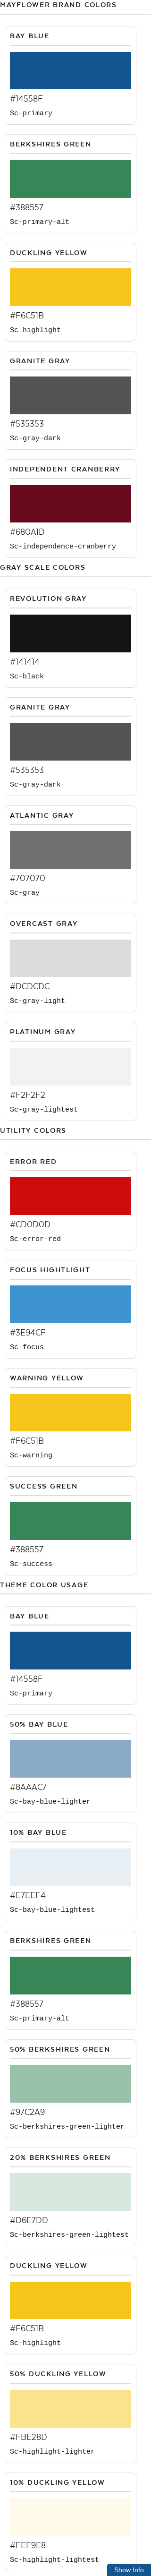 MAYFLOWER BRAND COLORS
BAY BLUE
#14558F
$c-primary
BERKSHIRES GREEN
#388557
$c-primary-alt
DUCKLING YELLOW
#F6C51B
$c-highlight
GRANITE GRAY
#535353
$c-gray-dark
INDEPENDENT CRANBERRY
#680A1D
$c-independence-cranberry
GRAY SCALE COLORS
REVOLUTION GRAY
#141414
$c-black
GRANITE GRAY
#535353
$c-gray-dark
ATLANTIC GRAY
#707070
$c-gray
OVERCAST GRAY
#DCDCDC
$c-gray-light
PLATINUM GRAY
#F2F2F2
$c-gray-lightest
UTILITY COLORS
ERROR RED
#CD0D0D
$c-error-red
FOCUS HIGHTLIGHT
#3E94CF
$c-focus
WARNING YELLOW
#F6C51B
$c-warning
SUCCESS GREEN
#388557
$c-success
THEME COLOR USAGE
BAY BLUE
#14558F
$c-primary
50% BAY BLUE
#8AAAC7
$c-bay-blue-lighter
10% BAY BLUE
#E7EEF4
$c-bay-blue-lightest
BERKSHIRES GREEN
#388557
$c-primary-alt
50% BERKSHIRES GREEN
#97C2A9
$c-berkshires-green-lighter
20% BERKSHIRES GREEN
#D6E7DD
$c-berkshires-green-lightest
DUCKLING YELLOW
#F6C51B
$c-highlight
50% DUCKLING YELLOW
#FBE28D
$c-highlight-lighter
10% DUCKLING YELLOW
#FEF9E8
$c-highlight-lightest
Show Info